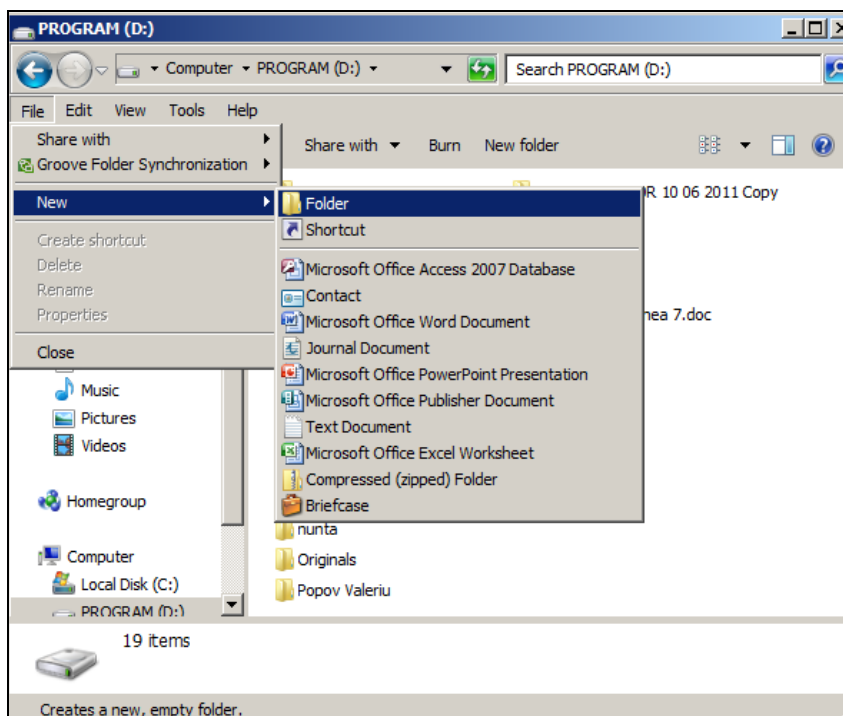 PROGRAM (D:)
Computer PROGRAM (D:) Search PROGRAM (D:)
File Edit View Tools Help
Share with
Groove Folder Synchronization
New
Create shortcut
Delete
Rename
Properties
Close
Share with Burn New folder
R 10 06 2011 Copy
Folder
Shortcut
Microsoft Office Access 2007 Database
Contact
Microsoft Office Word Document
Journal Document
Microsoft Office PowerPoint Presentation
Microsoft Office Publisher Document
Text Document
Microsoft Office Excel Worksheet
Compressed (zipped) Folder
Briefcase
nea 7.doc
Music
Pictures
Videos
Homegroup
Computer
Local Disk (C:)
PROGRAM (D:)
nunta
Originals
Popov Valeriu
19 items
Creates a new, empty folder.